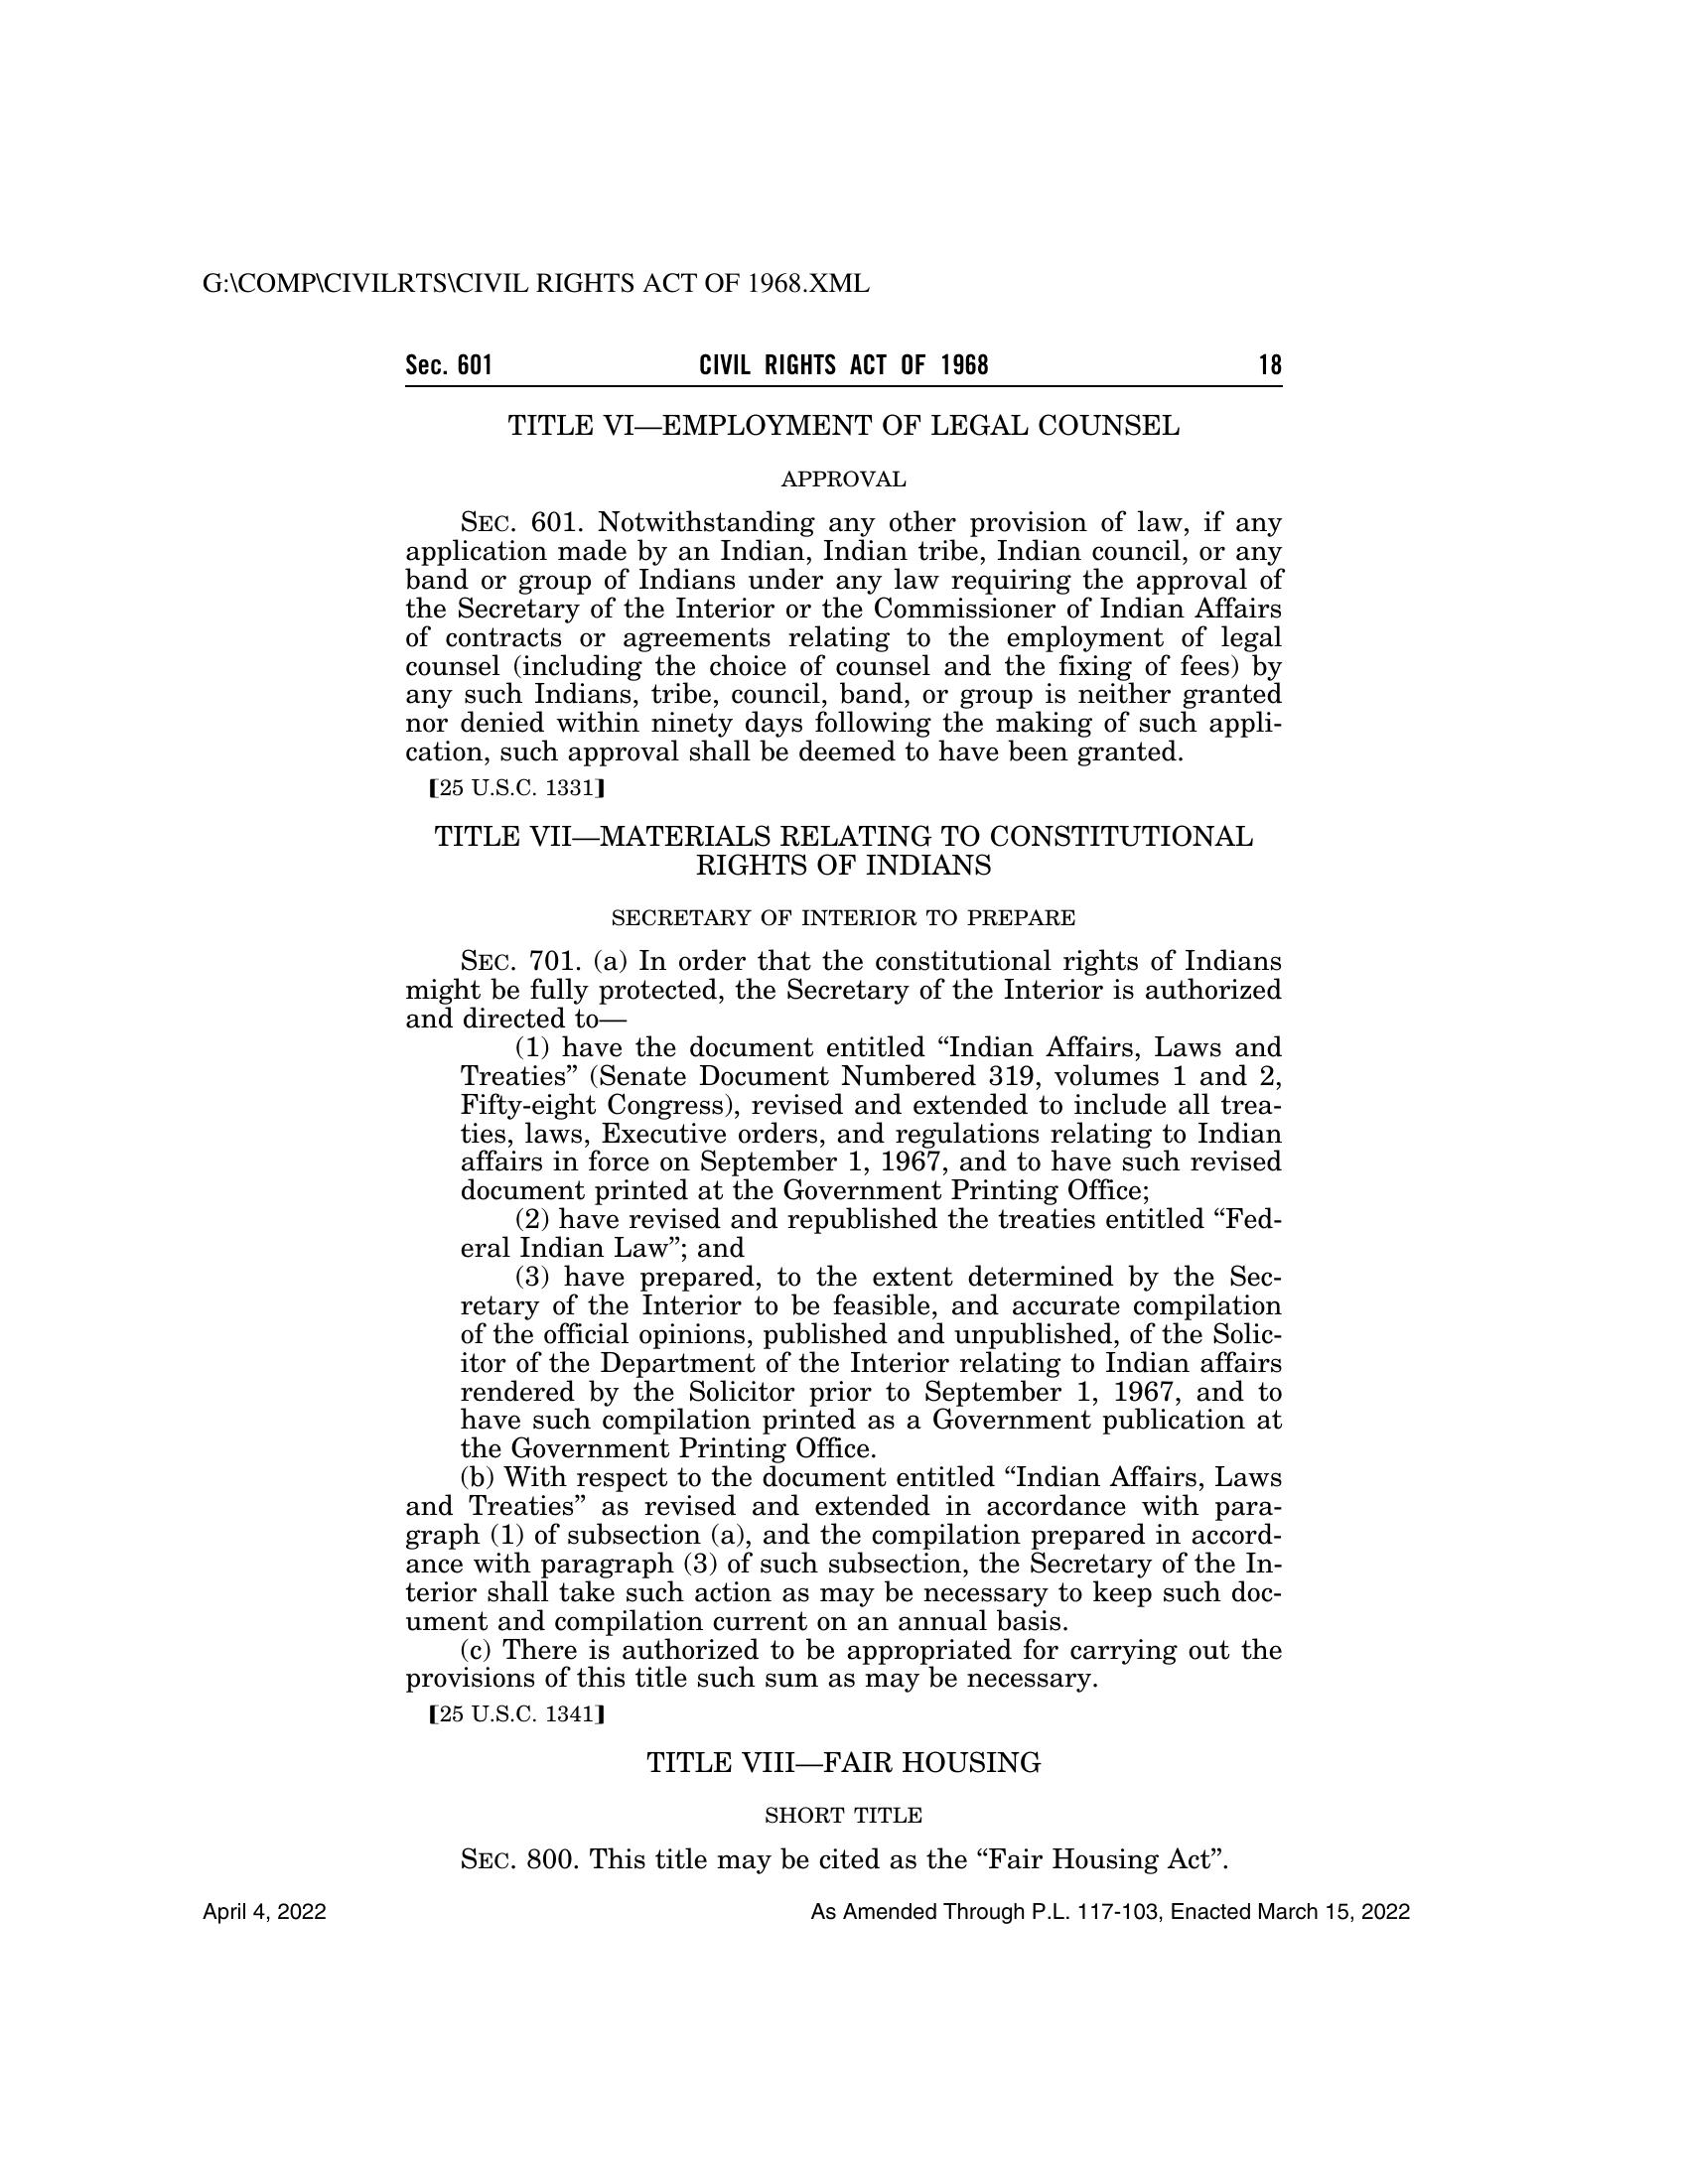 G:\COMP\CIVILRTS\CIVIL RIGHTS ACT OF 1968.XML
Sec. 601 CIVIL RIGHTS ACT OF 1968 18
TITLE VI—EMPLOYMENT OF LEGAL COUNSEL
APPROVAL
SEC. 601. Notwithstanding any other provision of law, if any
application made by an Indian, Indian tribe, Indian council, or any
band or group of Indians under any law requiring the approval of
the Secretary of the Interior or the Commissioner of Indian Affairs
of contracts or agreements relating to the employment of legal
counsel (including the choice of counsel and the fixing of fees) by
any such Indians, tribe, council, band, or group is neither granted
nor denied within ninety days following the making of such appli-
cation, such approval shall be deemed to have been granted.
[25 U.S.C. 1331]
TITLE VII—MATERIALS RELATING TO CONSTITUTIONAL
RIGHTS OF INDIANS
SECRETARY OF INTERIOR TO PREPARE
SEC. 701. (a) In order that the constitutional rights of Indians
might be fully protected, the Secretary of the Interior is authorized
and directed to—
(1) have the document entitled “Indian Affairs, Laws and
Treaties” (Senate Document Numbered 319, volumes 1 and 2,
Fifty-eight Congress), revised and extended to include all trea-
ties, laws, Executive orders, and regulations relating to Indian
affairs in force on September 1, 1967, and to have such revised
document printed at the Government Printing Office;
(2) have revised and republished the treaties entitled “Fed-
eral Indian Law”; and
(3) have prepared, to the extent determined by the Sec-
retary of the Interior to be feasible, and accurate compilation
of the official opinions, published and unpublished, of the Solic-
itor of the Department of the Interior relating to Indian affairs
rendered by the Solicitor prior to September 1, 1967, and to
have such compilation printed as a Government publication at
the Government Printing Office.
(b) With respect to the document entitled “Indian Affairs, Laws
and Treaties” as revised and extended in accordance with para-
graph (1) of subsection (a), and the compilation prepared in accord-
ance with paragraph (3) of such subsection, the Secretary of the In-
terior shall take such action as may be necessary to keep such doc-
ument and compilation current on an annual basis.
(c) There is authorized to be appropriated for carrying out the
provisions of this title such sum as may be necessary.
[25 U.S.C. 1341]
TITLE VIII—FAIR HOUSING
SHORT TITLE
SEC. 800. This title may be cited as the “Fair Housing Act”.
April 4, 2022 As Amended Through P.L. 117-103, Enacted March 15, 2022